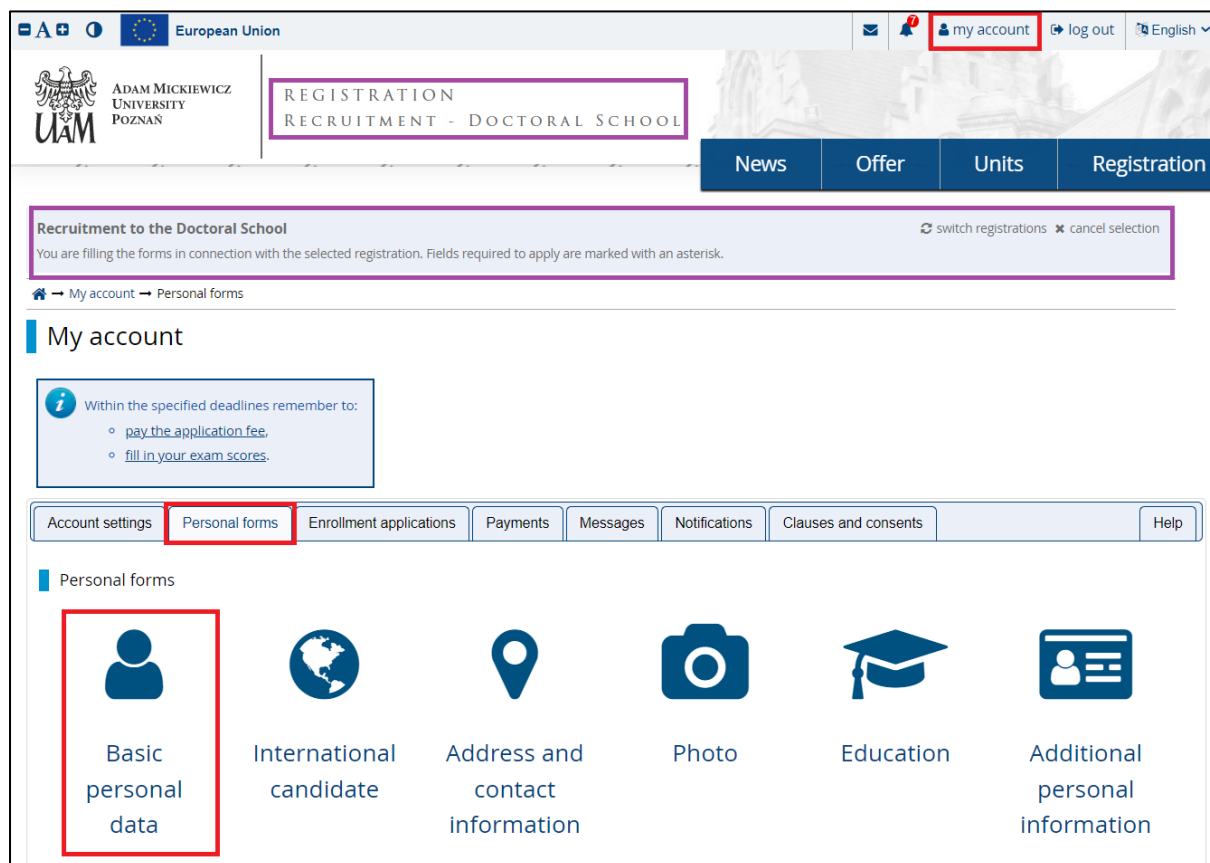 A
European Union
7
my account
log out
English
ADAM MICKIEWICZ
UNIVERSITY
POZNAŃ
UAM
REGISTRATION
RECRUITMENT - DOCTORAL SCHOOL
News
Offer
Units
Registration
Recruitment to the Doctoral School
switch registrations
cancel selection
You are filling the forms in connection with the selected registration. Fields required to apply are marked with an asterisk.
→ My account → Personal forms
My account
i
Within the specified deadlines remember to:
pay the application fee,
fill in your exam scores.
Account settings
Personal forms
Enrollment applications
Payments
Messages
Notifications
Clauses and consents
Help
Personal forms
Basic
personal
data
International
candidate
Address and
contact
information
Photo
Education
Additional
personal
information